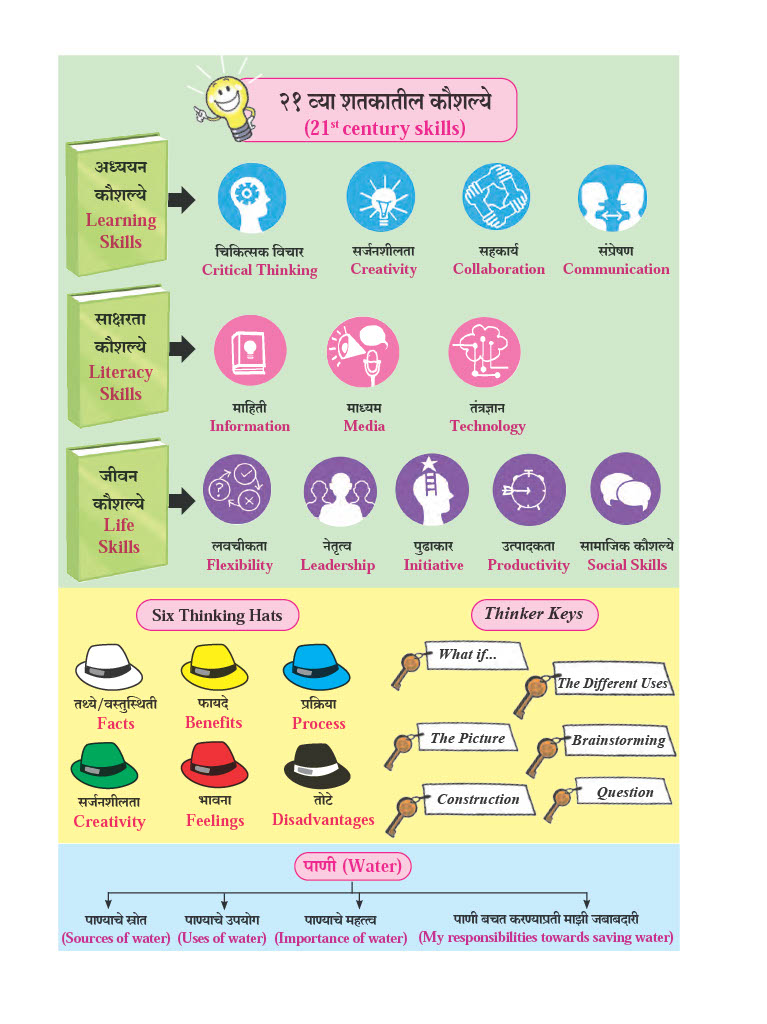 २१ व्या शतकातील कौशल्ये
(21st century skills)
अध्ययन
कौशल्ये
Learning
Skills
चिकित्सक विचार
Critical Thinking
सर्जनशीलता
Creativity
सहकार्य
Collaboration
संप्रेषण
Communication
साक्षरता
कौशल्ये
Literacy
Skills
माहिती
Information
माध्यम
Media
तंत्रज्ञान
Technology
जीवन
कौशल्ये
Life
Skills
लवचीकता
Flexibility
नेतृत्व
Leadership
पुढाकार
Initiative
उत्पादकता
Productivity
सामाजिक कौशल्ये
Social Skills
Six Thinking Hats
तथ्ये/वस्तुस्थिती
Facts
फायदे
Benefits
प्रक्रिया
Process
सर्जनशीलता
Creativity
भावना
Feelings
तोटे
Disadvantages
Thinker Keys
What if...
The Different Uses
The Picture
Brainstorming
Construction
Question
पाणी (Water)
पाण्याचे स्रोत
(Sources of water)
पाण्याचे उपयोग
(Uses of water)
पाण्याचे महत्त्व
(Importance of water)
पाणी बचत करण्याप्रती माझी जबाबदारी
(My responsibilities towards saving water)